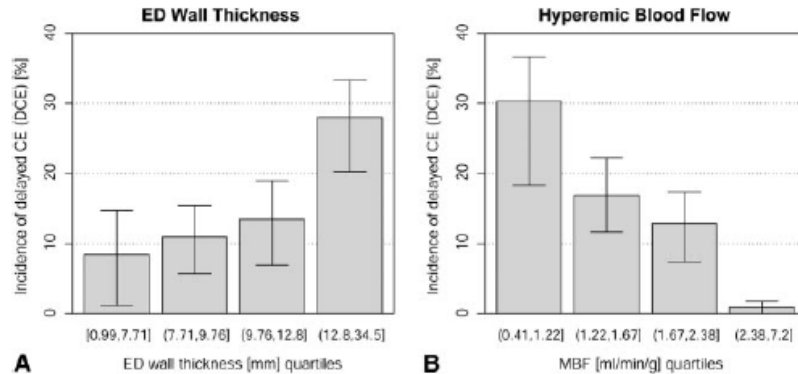 ED Wall Thickness
Incidence of delayed CE (DCE) [%]
40
30
20
10
0
[0.99,7.71] (7.71,9.76] (9.76,12.8] (12.8,34.5]
A ED wall thickness [mm] quartiles
Hyperemic Blood Flow
Incidence of delayed CE (DCE) [%]
40
30
20
10
0
(0.41,1.22] (1.22,1.67] (1.67,2.38] (2.38,7.2]
B MBF [ml/min/g] quartiles